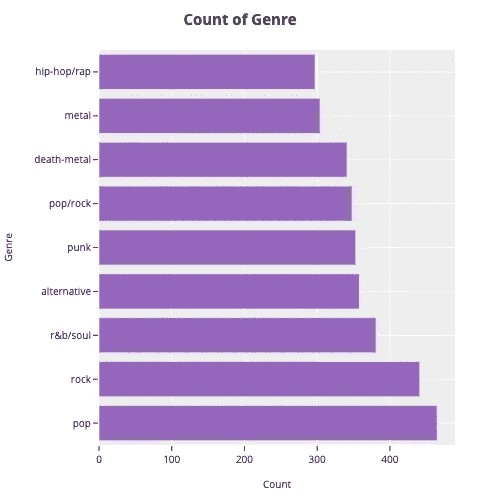 Count of Genre
hip-hop/rap
metal
death-metal
pop/rock
punk
alternative
r&b/soul
rock
pop
Genre
0 100 200 300 400
Count